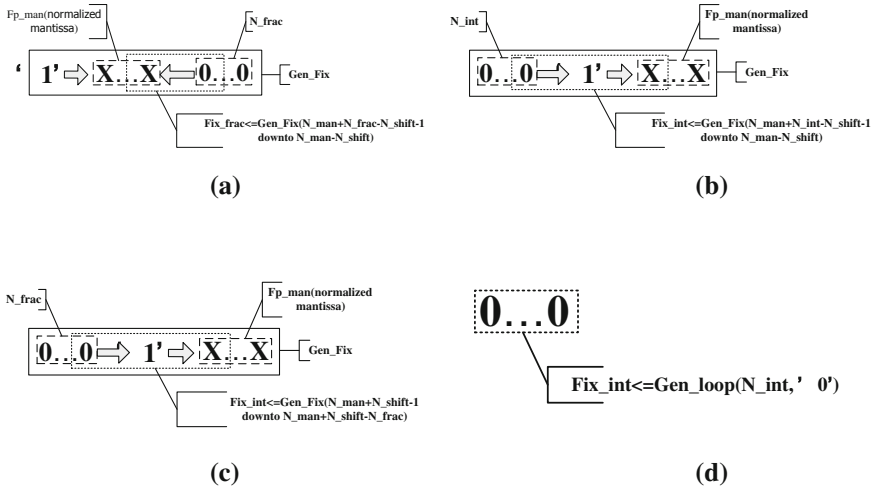 Fp_man(normalized
mantissa)
N_frac
‘ 1’ X...X 0...0
Gen_Fix
Fix_frac<=Gen_Fix(N_man+N_frac-N_shift-1
downto N_man-N_shift)
(a)
N_int
Fp_man(normalized
mantissa)
0...0 1’ X...X
Gen_Fix
Fix_int<=Gen_Fix(N_man+N_int-N_shift-1
downto N_man-N_shift)
(b)
N_frac
Fp_man(normalized
mantissa)
0...0 1’ X...X
Gen_Fix
Fix_int<=Gen_Fix(N_man+N_shift-1
downto N_man+N_shift-N_frac)
(c)
0...0
Fix_int<=Gen_loop(N_int,’ 0’)
(d)